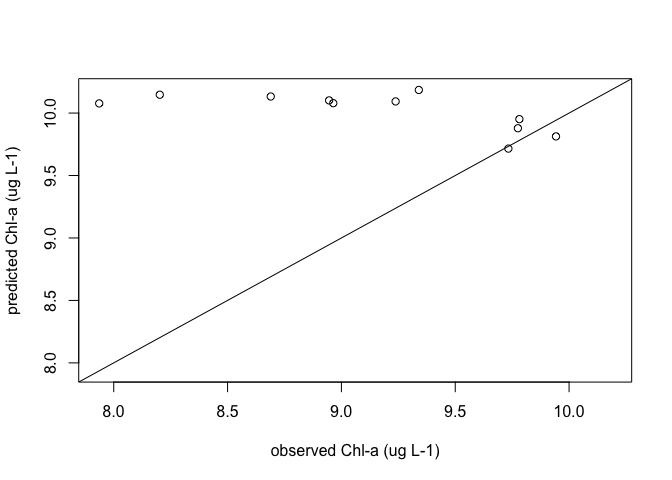 predicted Chl-a (ug L-1)
10.0
9.5
9.0
8.5
8.0
8.0 8.5 9.0 9.5 10.0
observed Chl-a (ug L-1)